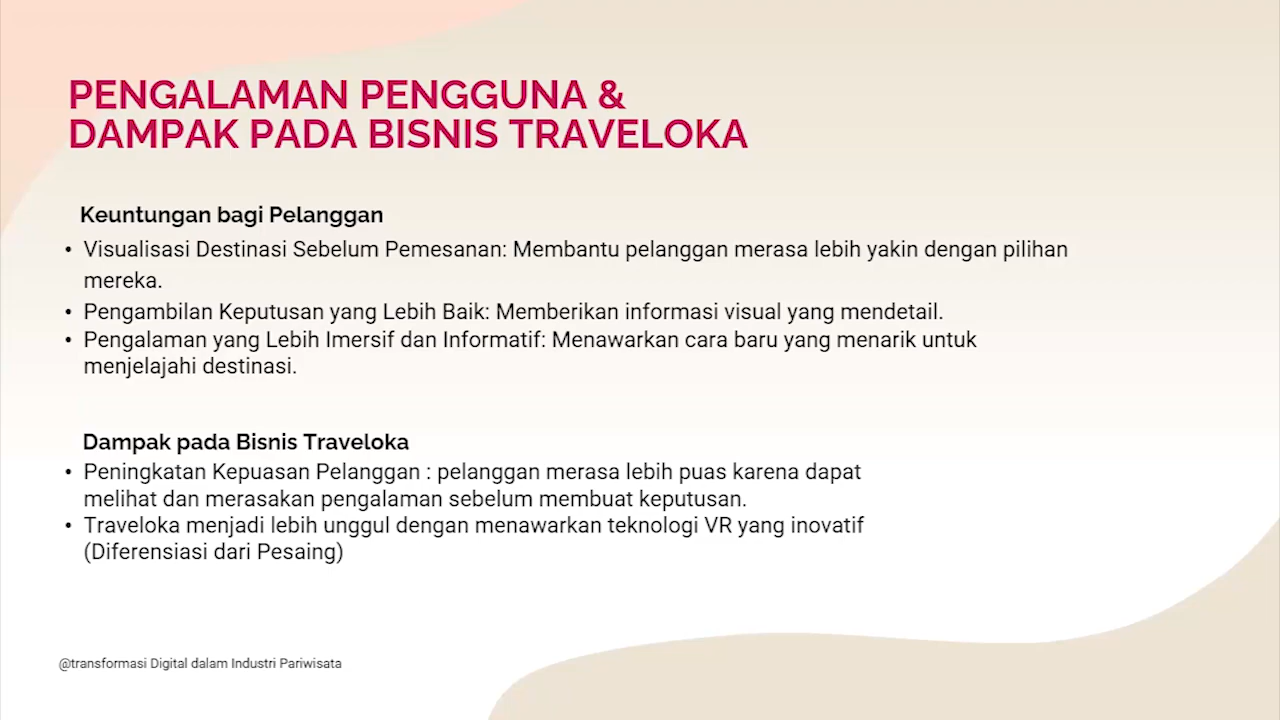 PENGALAMAN PENGGUNA &
DAMPAK PADA BISNIS TRAVELOKA
Keuntungan bagi Pelanggan
• Visualisasi Destinasi Sebelum Pemesanan: Membantu pelanggan merasa lebih yakin dengan pilihan
mereka.
• Pengambilan Keputusan yang Lebih Baik: Memberikan informasi visual yang mendetail.
• Pengalaman yang Lebih Imersif dan Informatif: Menawarkan cara baru yang menarik untuk
menjelajahi destinasi.
Dampak pada Bisnis Traveloka
• Peningkatan Kepuasan Pelanggan : pelanggan merasa lebih puas karena dapat
melihat dan merasakan pengalaman sebelum membuat keputusan.
• Traveloka menjadi lebih unggul dengan menawarkan teknologi VR yang inovatif
(Diferensiasi dari Pesaing)
@transformasi Digital dalam Industri Pariwisata